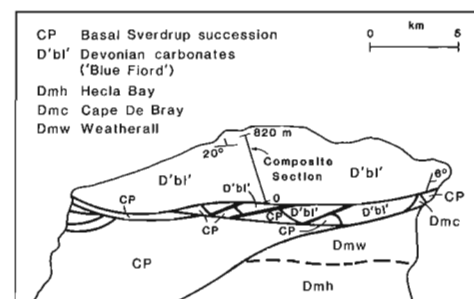 CP Basal Sverdrup succession
D'bl' Devonian carbonates
('Blue Fiord')
Dmh Hecla Bay
Dmc Cape De Bray
Dmw Weatherall
km
0 5
820 m
20°
Composite
Section
6°
D'bl'
D'bl'
D'bl'
0
CP
CP
CP
CP
D'bl'
D'bl'
CP
CP
Dmc
Dmw
CP
Dmh